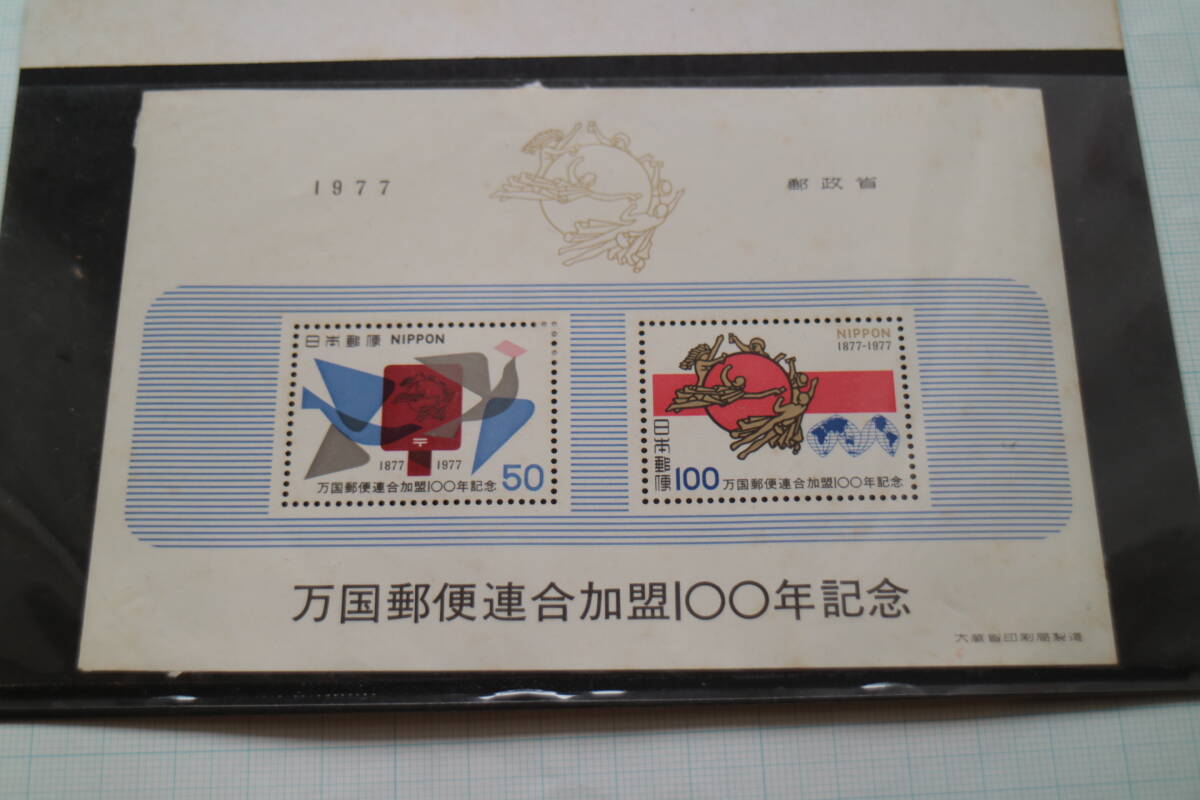 1977
郵政省
日本郵便 NIPPON
1877 1977
万国郵便連合加盟100年記念 50
NIPPON
1877-1977
日本郵便
100 万国郵便連合加盟100年記念
万国郵便連合加盟100年記念
大蔵省印刷局製造